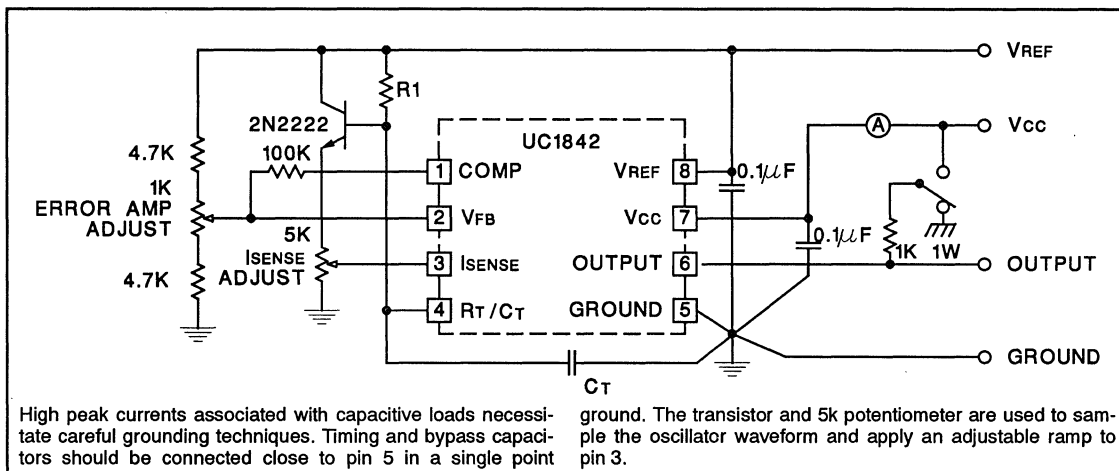 VREF
R1
2N2222
UC1842
A
VCC
4.7K
100K
1 COMP
VREF 8
0.1µF
1K
ERROR AMP
ADJUST
2 VFB
VCC 7
5K
0.1µF
ISENSE
ADJUST
3 ISENSE
OUTPUT 6
1K 1W
OUTPUT
4.7K
4 RT/CT
GROUND 5
GROUND
CT
High peak currents associated with capacitive loads necessi-
tate careful grounding techniques. Timing and bypass capaci-
tors should be connected close to pin 5 in a single point
ground. The transistor and 5k potentiometer are used to sam-
ple the oscillator waveform and apply an adjustable ramp to
pin 3.